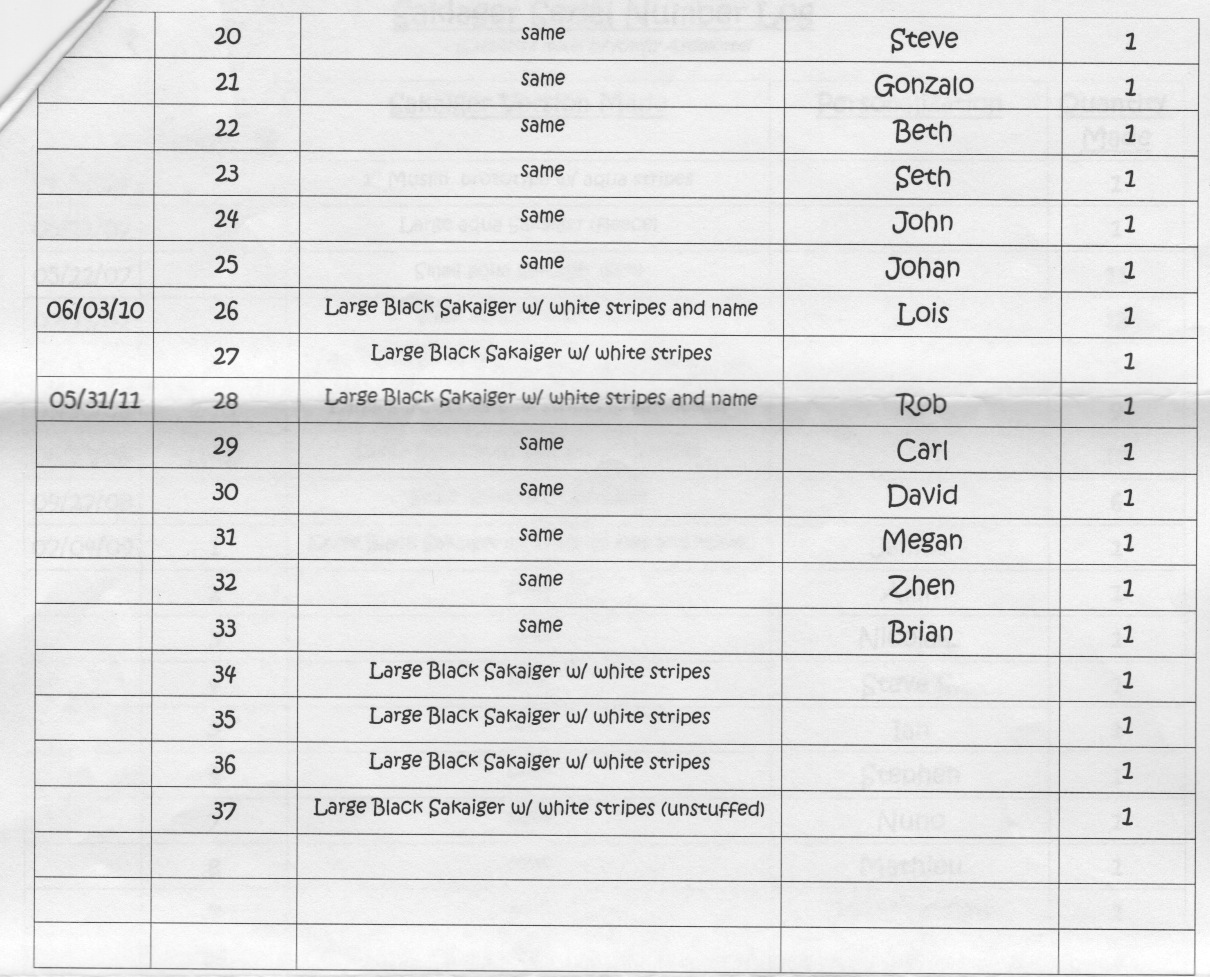 20 same Steve 1
21 same Gonzalo 1
22 same Beth 1
23 same Seth 1
24 same John 1
25 same Johan 1
06/03/10 26 Large Black Sakaiger w/ white stripes and name Lois 1
27 Large Black Sakaiger w/ white stripes 1
05/31/11 28 Large Black Sakaiger w/ white stripes and name Rob 1
29 same Carl 1
30 same David 1
31 same Megan 1
32 same Zhen 1
33 same Brian 1
34 Large Black Sakaiger w/ white stripes 1
35 Large Black Sakaiger w/ white stripes 1
36 Large Black Sakaiger w/ white stripes 1
37 Large Black Sakaiger w/ white stripes (unstuffed) 1